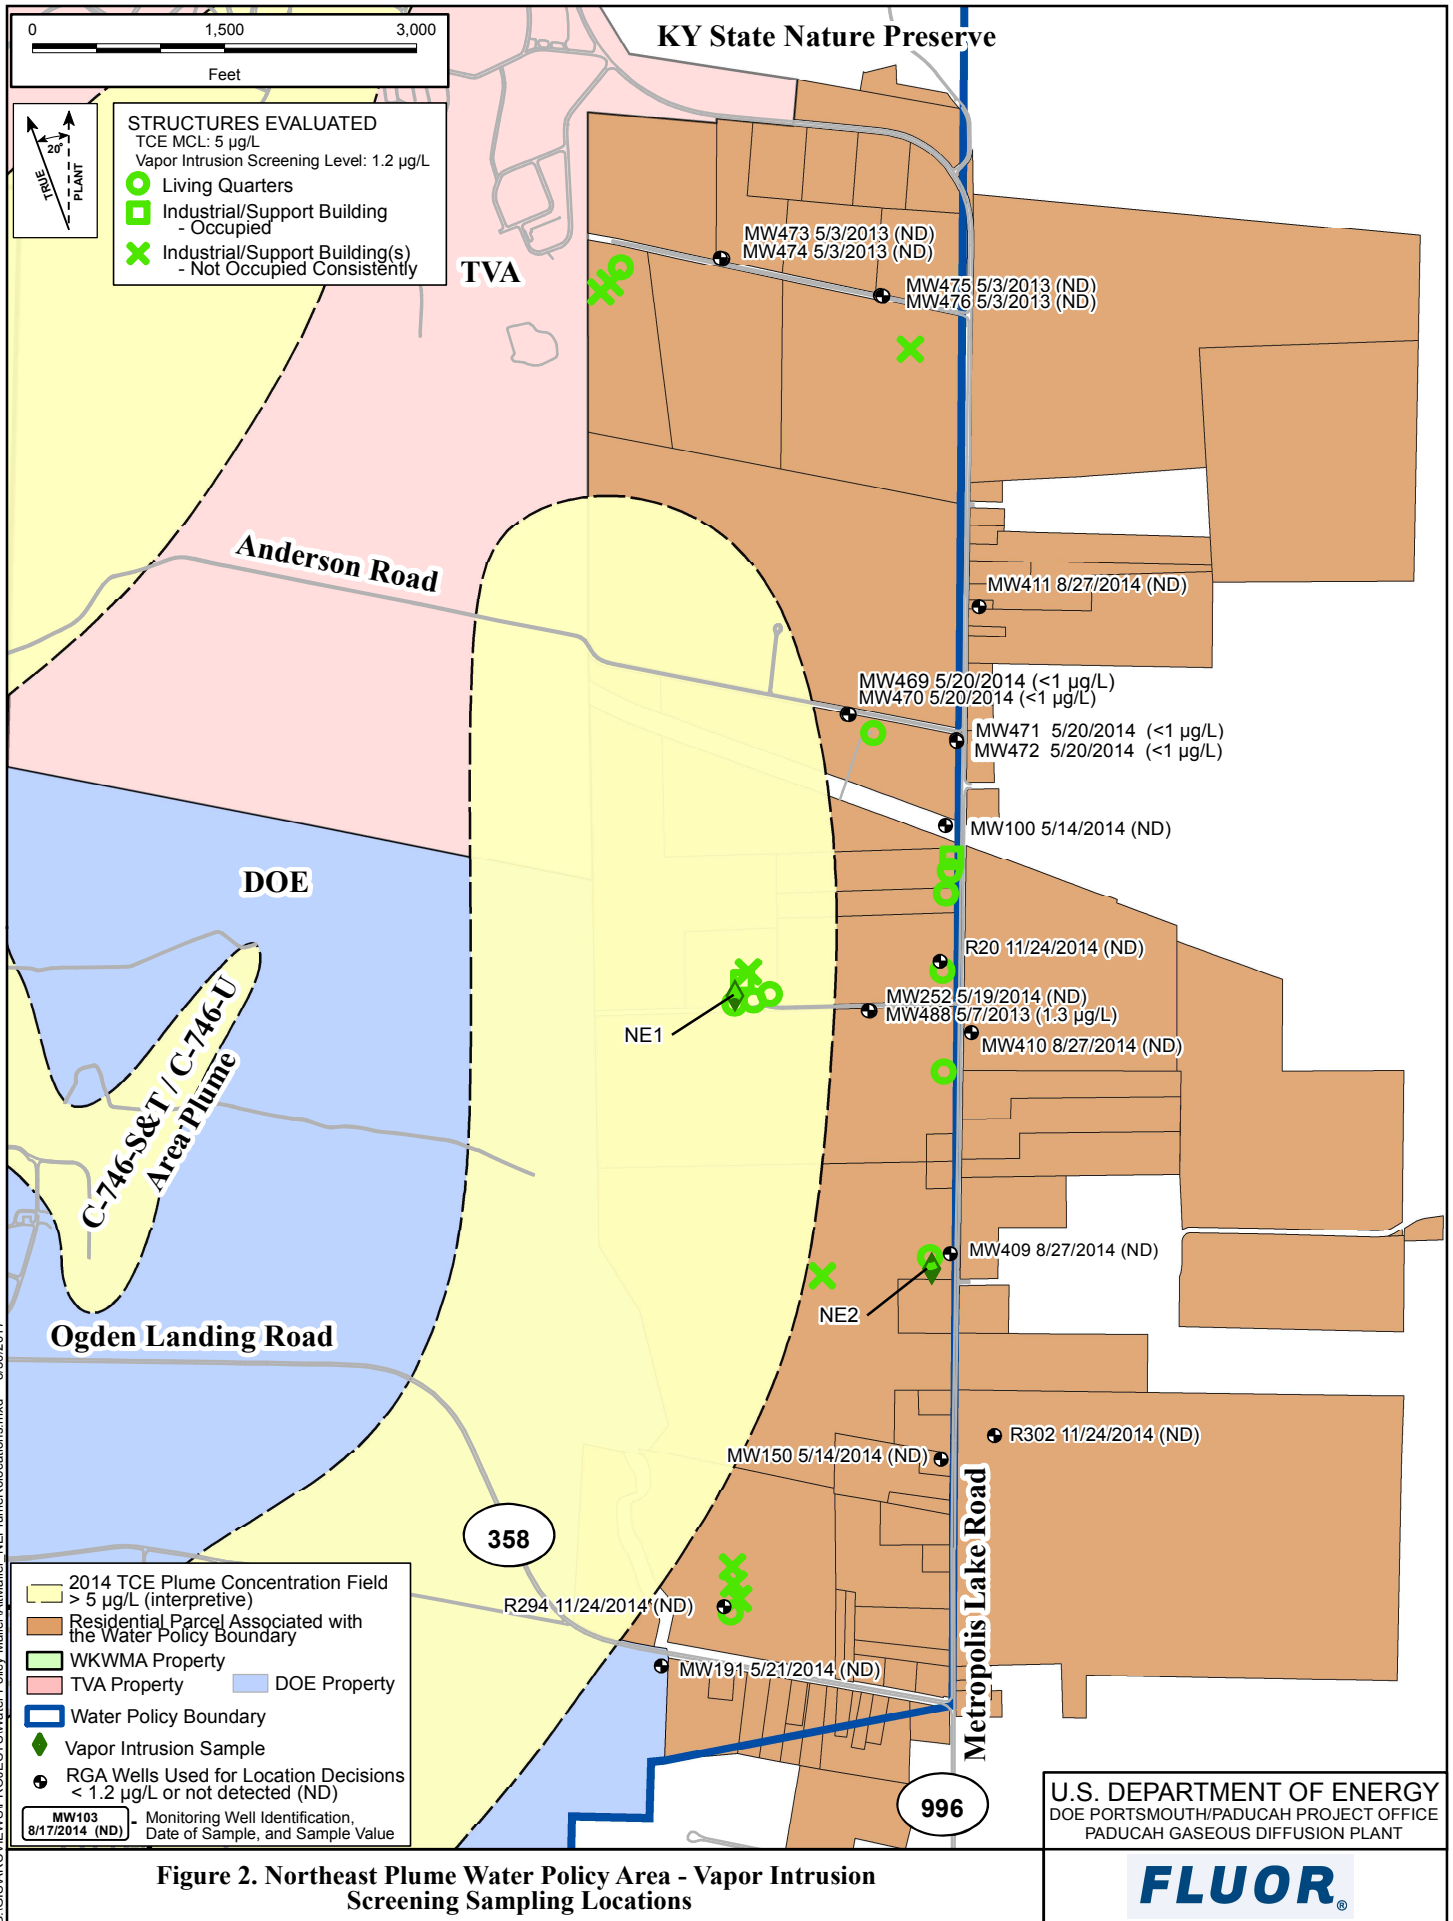 0 1,500 3,000
Feet
KY State Nature Preserve
TRUE
20°
PLANT
STRUCTURES EVALUATED
TCE MCL: 5 µg/L
Vapor Intrusion Screening Level: 1.2 µg/L
Living Quarters
Industrial/Support Building
- Occupied
Industrial/Support Building(s)
- Not Occupied Consistently
TVA
MW473 5/3/2013 (ND)
MW474 5/3/2013 (ND)
MW475 5/3/2013 (ND)
MW476 5/3/2013 (ND)
Anderson Road
MW411 8/27/2014 (ND)
MW469 5/20/2014 (<1 µg/L)
MW470 5/20/2014 (<1 µg/L)
MW471 5/20/2014 (<1 µg/L)
MW472 5/20/2014 (<1 µg/L)
MW100 5/14/2014 (ND)
DOE
R20 11/24/2014 (ND)
MW252 5/19/2014 (ND)
MW488 5/7/2013 (1.3 µg/L)
NE1
MW410 8/27/2014 (ND)
C-746-S&T / C-746-U
Area Plume
MW409 8/27/2014 (ND)
NE2
Ogden Landing Road
R302 11/24/2014 (ND)
MW150 5/14/2014 (ND)
358
Metropolis Lake Road
R294 11/24/2014 (ND)
MW191 5/21/2014 (ND)
996
2014 TCE Plume Concentration Field
> 5 µg/L (interpretive)
Residential Parcel Associated with
the Water Policy Boundary
WKWMA Property
TVA Property DOE Property
Water Policy Boundary
Vapor Intrusion Sample
RGA Wells Used for Location Decisions
< 1.2 µg/L or not detected (ND)
MW103
8/17/2014 (ND)
- Monitoring Well Identification,
Date of Sample, and Sample Value
U.S. DEPARTMENT OF ENERGY
DOE PORTSMOUTH/PADUCAH PROJECT OFFICE
PADUCAH GASEOUS DIFFUSION PLANT
Figure 2. Northeast Plume Water Policy Area - Vapor Intrusion
Screening Sampling Locations
FLUOR®